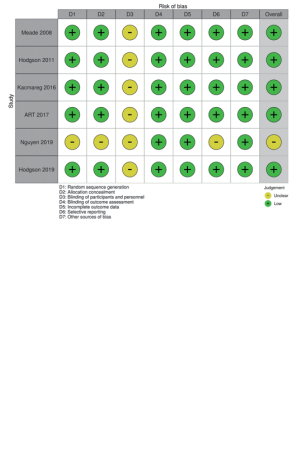 Risk of bias
D1 D2 D3 D4 D5 D6 D7 Overall
Study
Meade 2008 + + - + + + + +
Hodgson 2011 + + - + + + + +
Kacmareg 2016 + + - + + + + +
ART 2017 + + - + + + + +
Nguyen 2019 - - - + + - + -
Hodgson 2019 + + - + + + + +
D1: Random sequence generation
D2: Allocation concealment
D3: Blinding of participants and personnel
D4: Blinding of outcome assessment
D5: Incomplete outcome data
D6: Selective reporting
D7: Other sources of bias
Judgement
- Unclear
+ Low